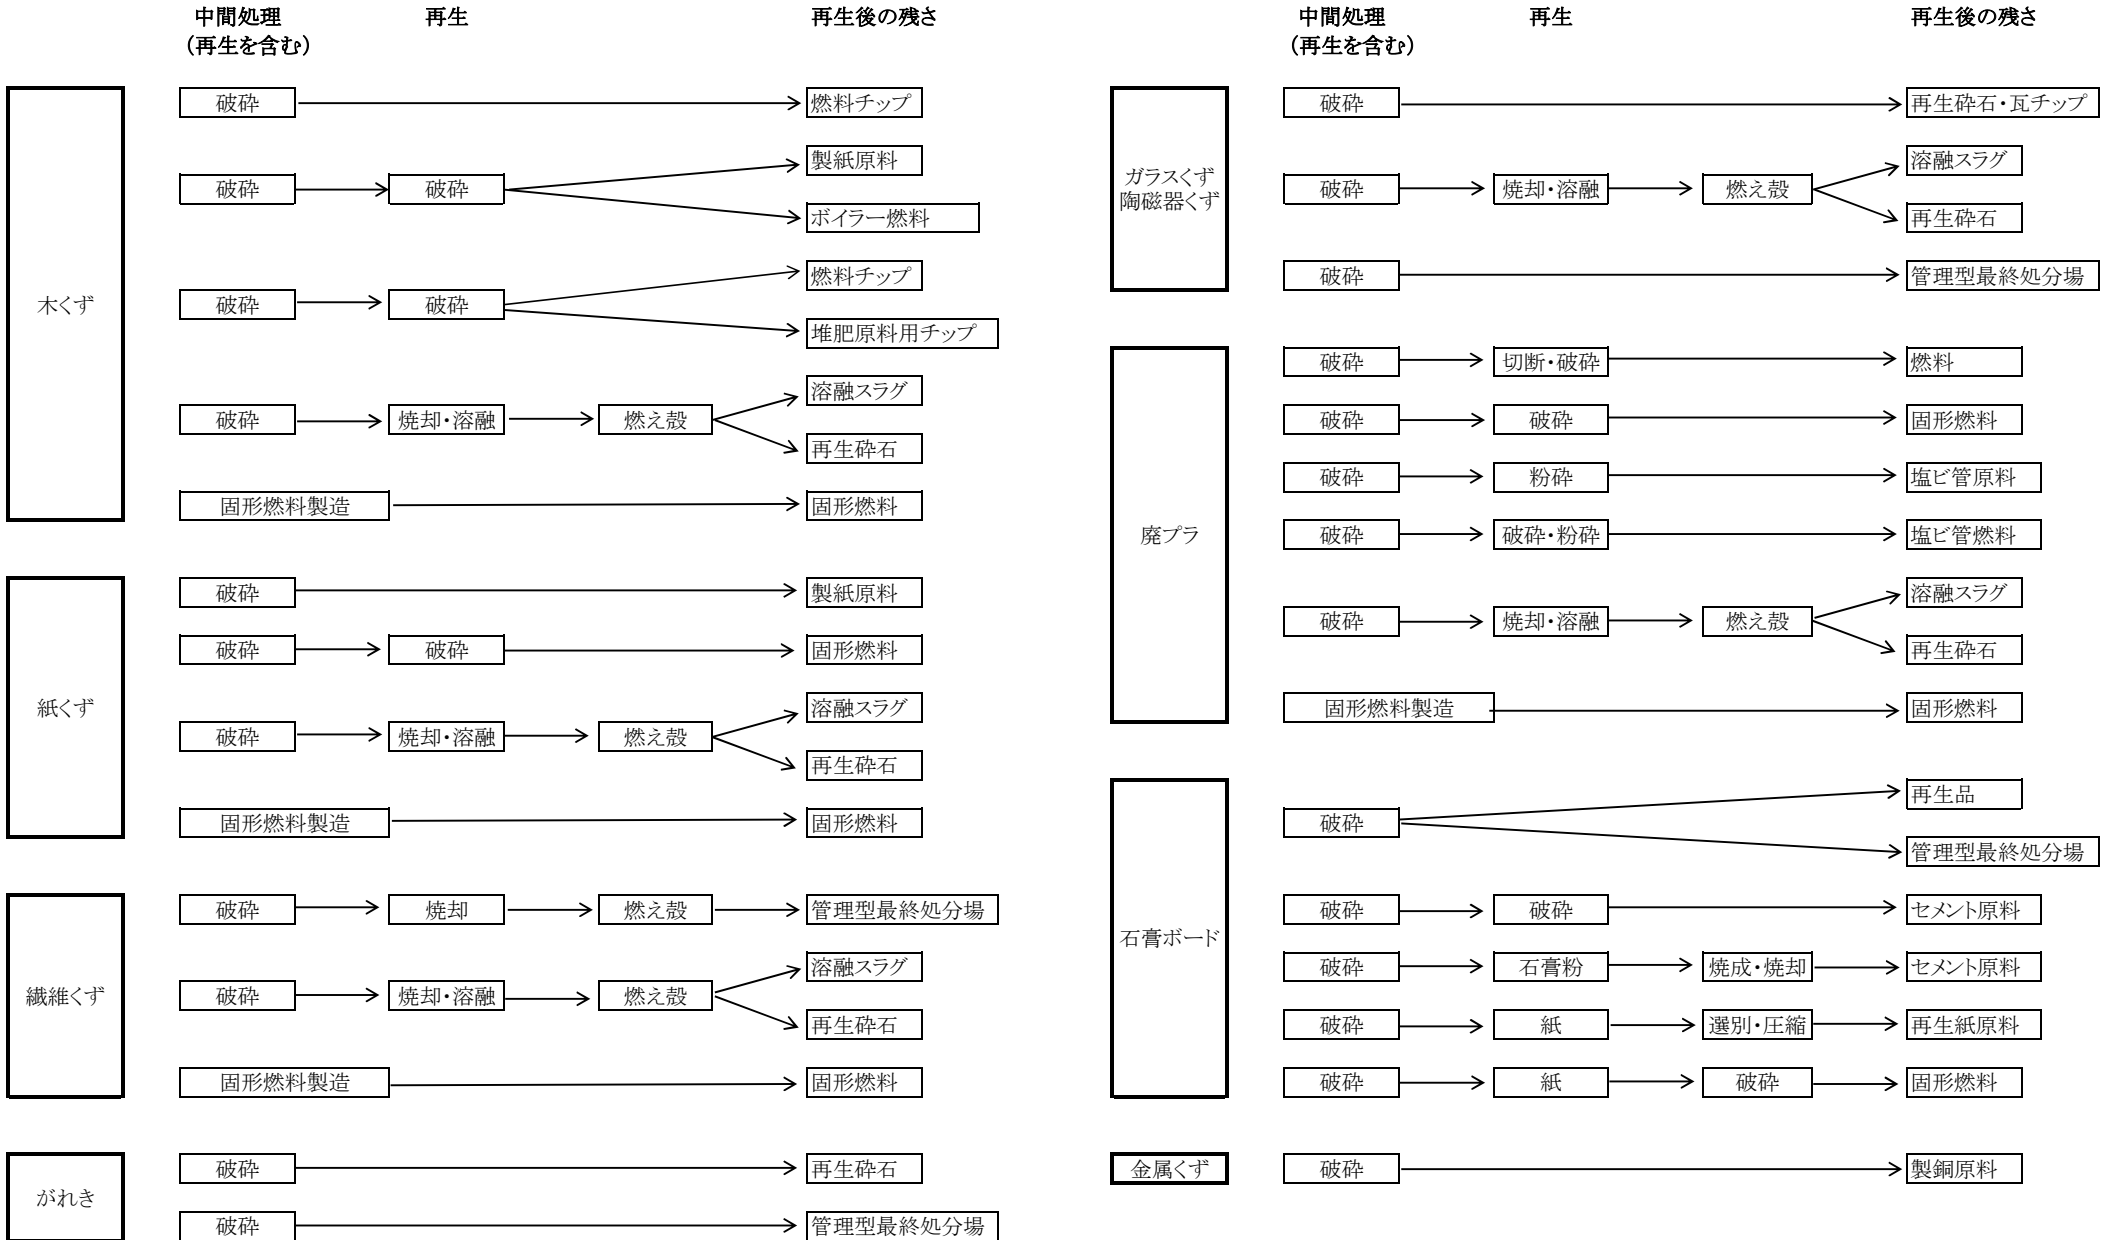 中間処理
（再生を含む）
再生
再生後の残さ
木くず
破砕
燃料チップ
破砕
破砕
製紙原料
ボイラー燃料
破砕
破砕
燃料チップ
堆肥原料用チップ
破砕
焼却・溶融
燃え殻
溶融スラグ
再生砕石
固形燃料製造
固形燃料
紙くず
破砕
製紙原料
破砕
破砕
固形燃料
破砕
焼却・溶融
燃え殻
溶融スラグ
再生砕石
固形燃料製造
固形燃料
繊維くず
破砕
焼却
燃え殻
管理型最終処分場
破砕
焼却・溶融
燃え殻
溶融スラグ
再生砕石
固形燃料製造
固形燃料
がれき
破砕
再生砕石
破砕
管理型最終処分場
中間処理
（再生を含む）
再生
再生後の残さ
ガラスくず
陶磁器くず
破砕
再生砕石・瓦チップ
破砕
焼却・溶融
燃え殻
溶融スラグ
再生砕石
破砕
管理型最終処分場
廃プラ
破砕
切断・破砕
燃料
破砕
破砕
固形燃料
破砕
粉砕
塩ビ管原料
破砕
破砕・粉砕
塩ビ管燃料
破砕
焼却・溶融
燃え殻
溶融スラグ
再生砕石
固形燃料製造
固形燃料
石膏ボード
破砕
再生品
管理型最終処分場
破砕
破砕
セメント原料
破砕
石膏粉
焼成・焼却
セメント原料
破砕
紙
選別・圧縮
再生紙原料
破砕
紙
破砕
固形燃料
金属くず
破砕
製銅原料